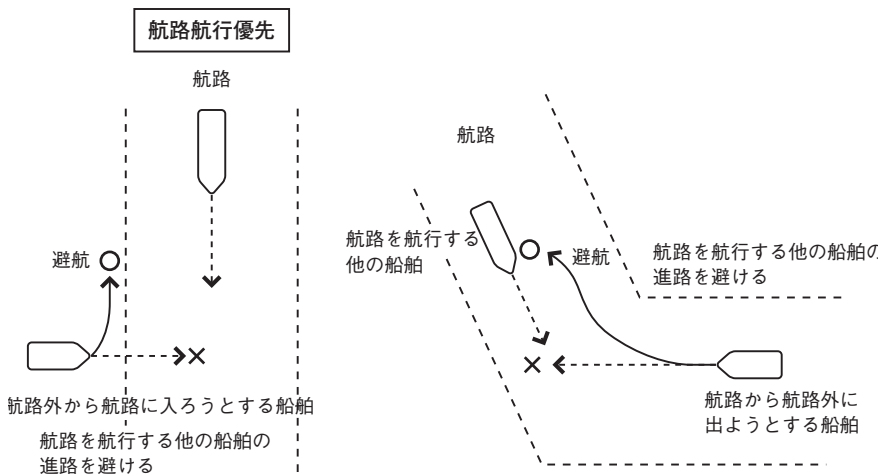 航路航行優先
航路
避航
航路外から航路に入ろうとする船舶
航路を航行する他の船舶の
進路を避ける
航路
航路を航行する
他の船舶
避航
航路を航行する他の船舶の
進路を避ける
航路から航路外に
出ようとする船舶